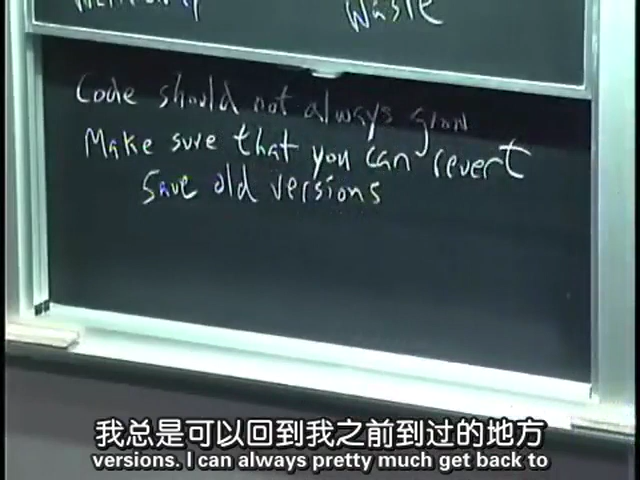 Waste
Code should not always grow
Make sure that you can revert
Save old versions
我总是可以回到我之前到过的地方
versions. I can always pretty much get back to